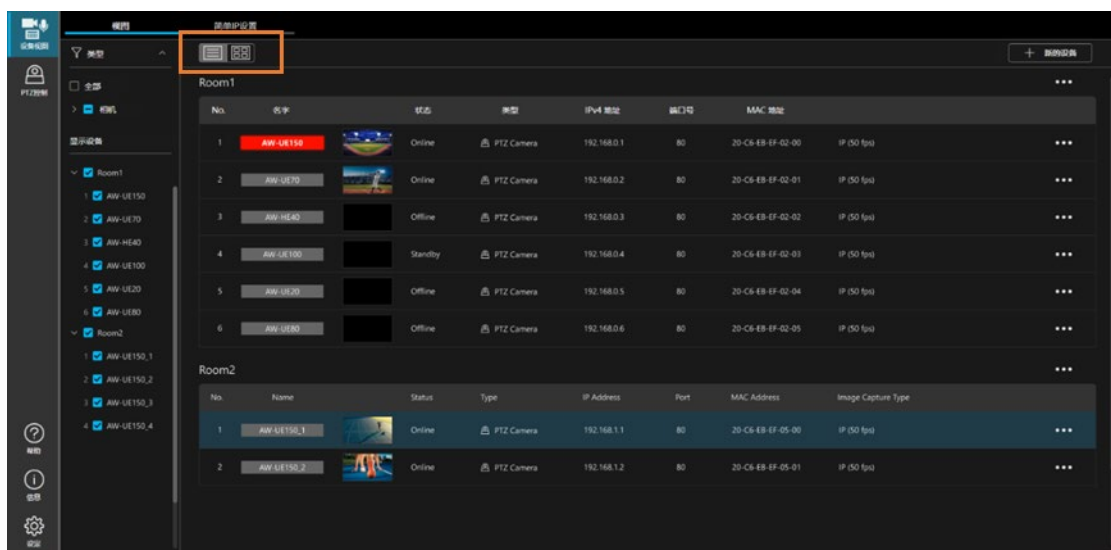 设备视图
PTZ控制
帮助
信息
设定
视图
简单IP设置
类型
全部
相机
显示设备
Room1
1 AW-UE150
2 AW-UE70
3 AW-HE40
4 AW-UE100
5 AW-UE20
6 AW-UE80
Room2
1 AW-UE150_1
2 AW-UE150_2
3 AW-UE150_3
4 AW-UE150_4
+ 新的设备
Room1
No. 名字 状态 类型 IPv4 地址 端口号 MAC 地址
1 AW-UE150 Online PTZ Camera 192.168.0.1 80 20-C6-EB-EF-02-00 IP (50 fps)
2 AW-UE70 Online PTZ Camera 192.168.0.2 80 20-C6-EB-EF-02-01 IP (50 fps)
3 AW-HE40 Offline PTZ Camera 192.168.0.3 80 20-C6-EB-EF-02-02 IP (50 fps)
4 AW-UE100 Standby PTZ Camera 192.168.0.4 80 20-C6-EB-EF-02-03 IP (50 fps)
5 AW-UE20 Offline PTZ Camera 192.168.0.5 80 20-C6-EB-EF-02-04 IP (50 fps)
6 AW-UE80 Offline PTZ Camera 192.168.0.6 80 20-C6-EB-EF-02-05 IP (50 fps)
Room2
No. Name Status Type IP Address Port MAC Address Image Capture Type
1 AW-UE150_1 Online PTZ Camera 192.168.1.1 80 20-C6-EB-EF-05-00 IP (50 fps)
2 AW-UE150_2 Online PTZ Camera 192.168.1.2 80 20-C6-EB-EF-05-01 IP (50 fps)